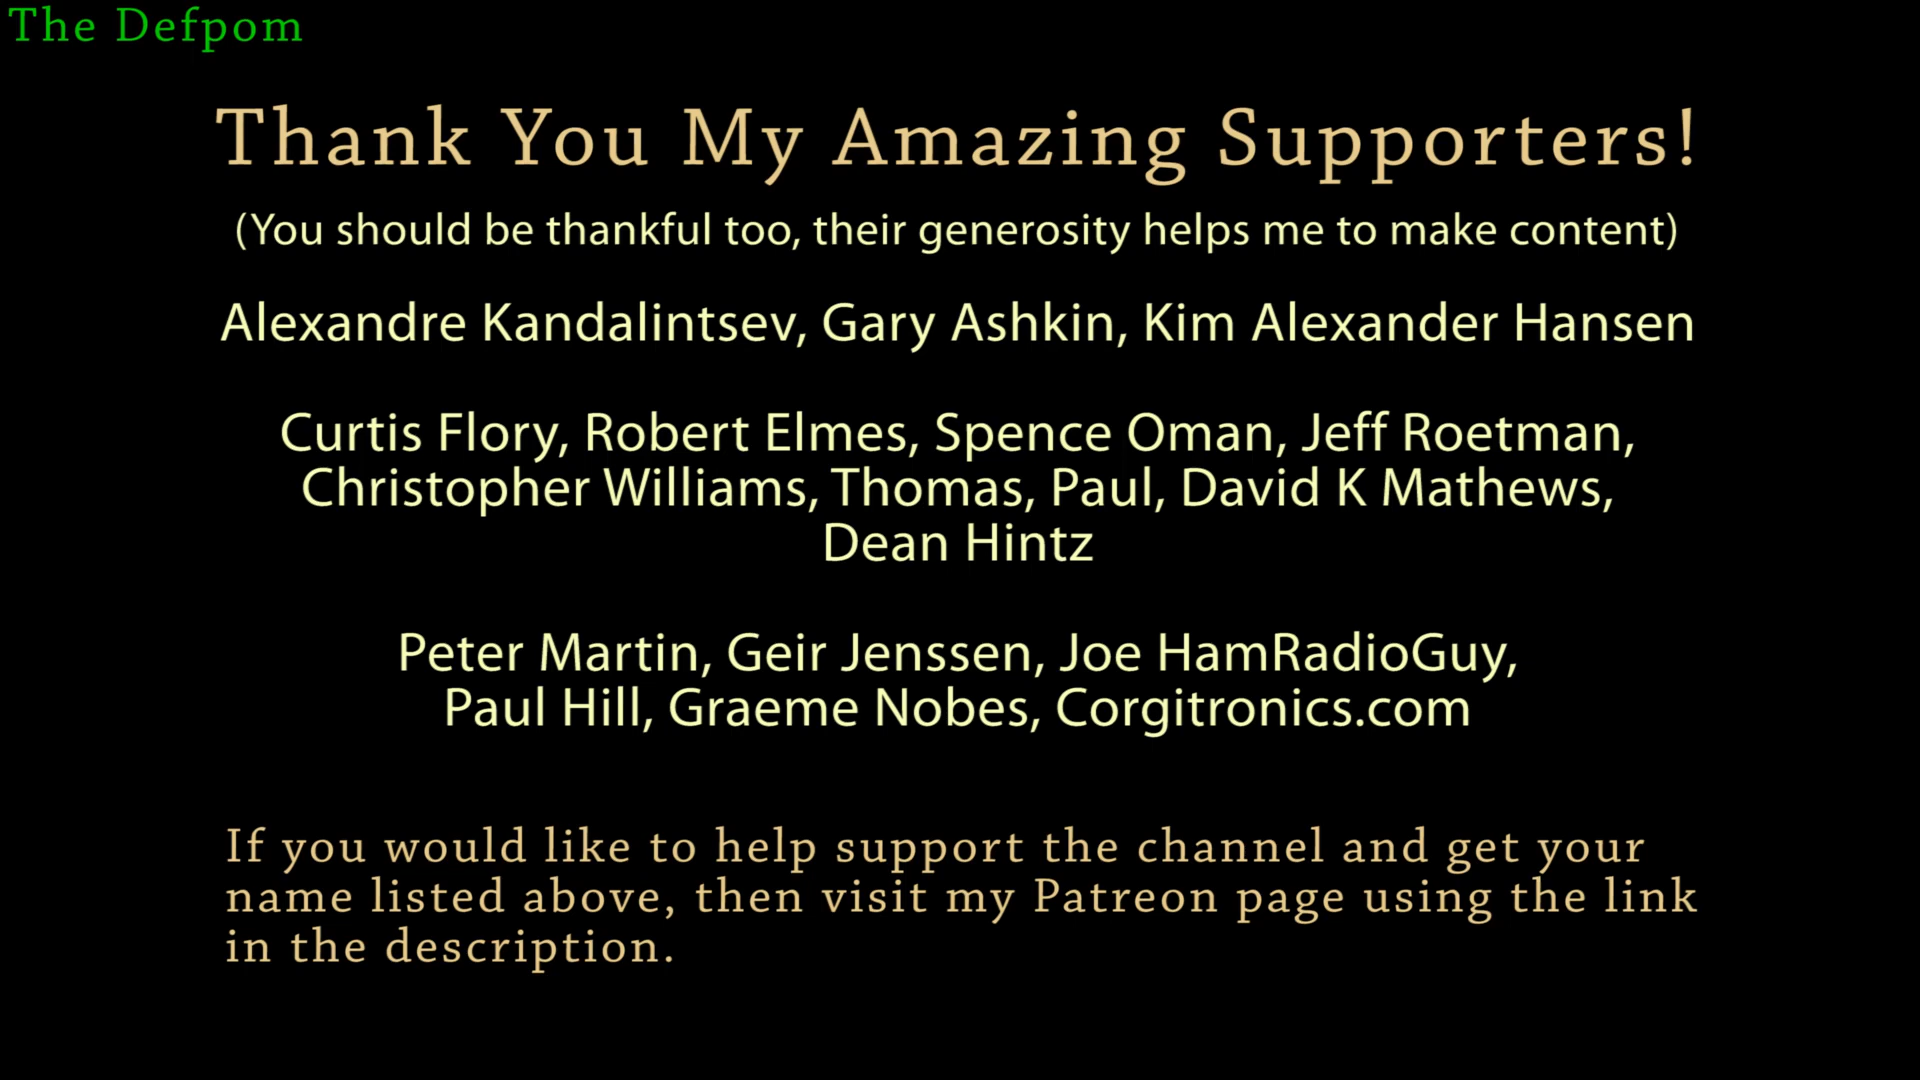 The Defpom
Thank You My Amazing Supporters!
(You should be thankful too, their generosity helps me to make content)
Alexandre Kandalintsev, Gary Ashkin, Kim Alexander Hansen
Curtis Flory, Robert Elmes, Spence Oman, Jeff Roetman,
Christopher Williams, Thomas, Paul, David K Mathews,
Dean Hintz
Peter Martin, Geir Jenssen, Joe HamRadioGuy,
Paul Hill, Graeme Nobes, Corgitronics.com
If you would like to help support the channel and get your
name listed above, then visit my Patreon page using the link
in the description.